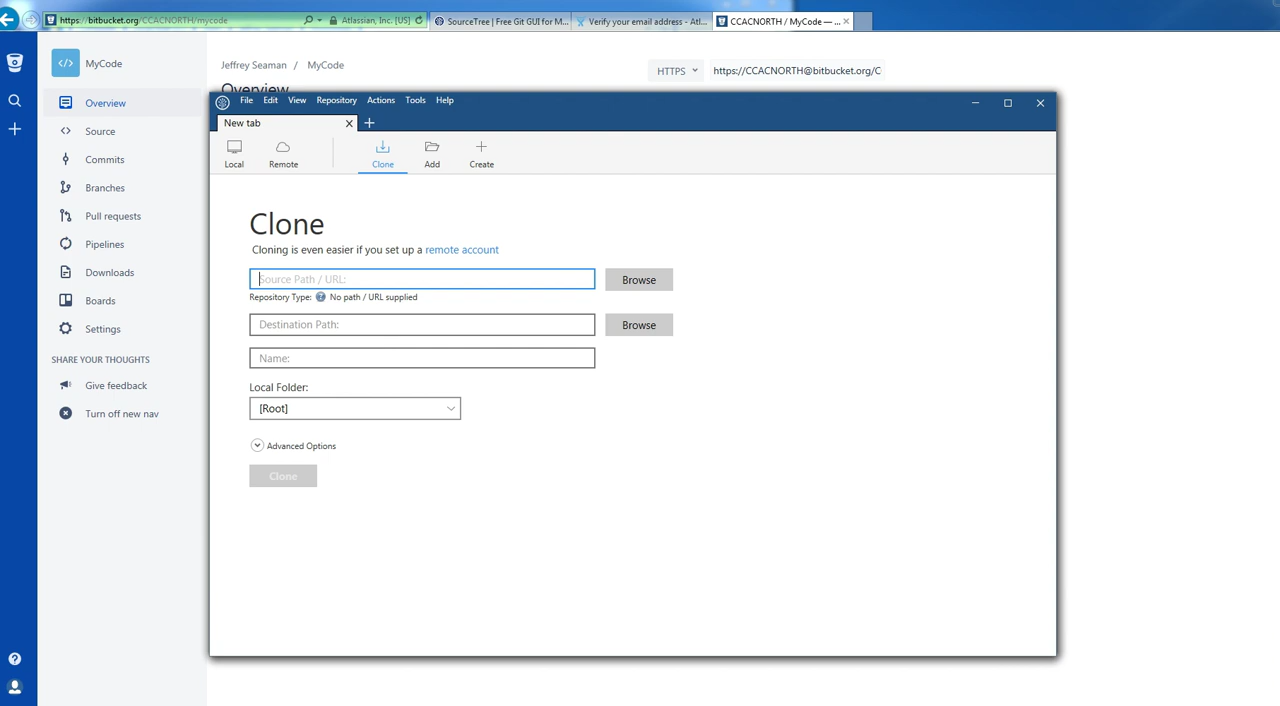 https://bitbucket.org/CCACNORTH/mycode
Atlassian, Inc. [US]
SourceTree | Free Git GUI for M...
Verify your email address - Atl...
CCACNORTH / MyCode — ...
MyCode
Overview
Source
Commits
Branches
Pull requests
Pipelines
Downloads
Boards
Settings
SHARE YOUR THOUGHTS
Give feedback
Turn off new nav
Jeffrey Seaman / MyCode
HTTPS
https://CCACNORTH@bitbucket.org/C
Overview
File Edit View Repository Actions Tools Help
New tab
Local Remote Clone Add Create
Clone
Cloning is even easier if you set up a remote account
Source Path / URL:
Browse
Repository Type: ? No path / URL supplied
Destination Path:
Browse
Name:
Local Folder:
[Root]
Advanced Options
Clone